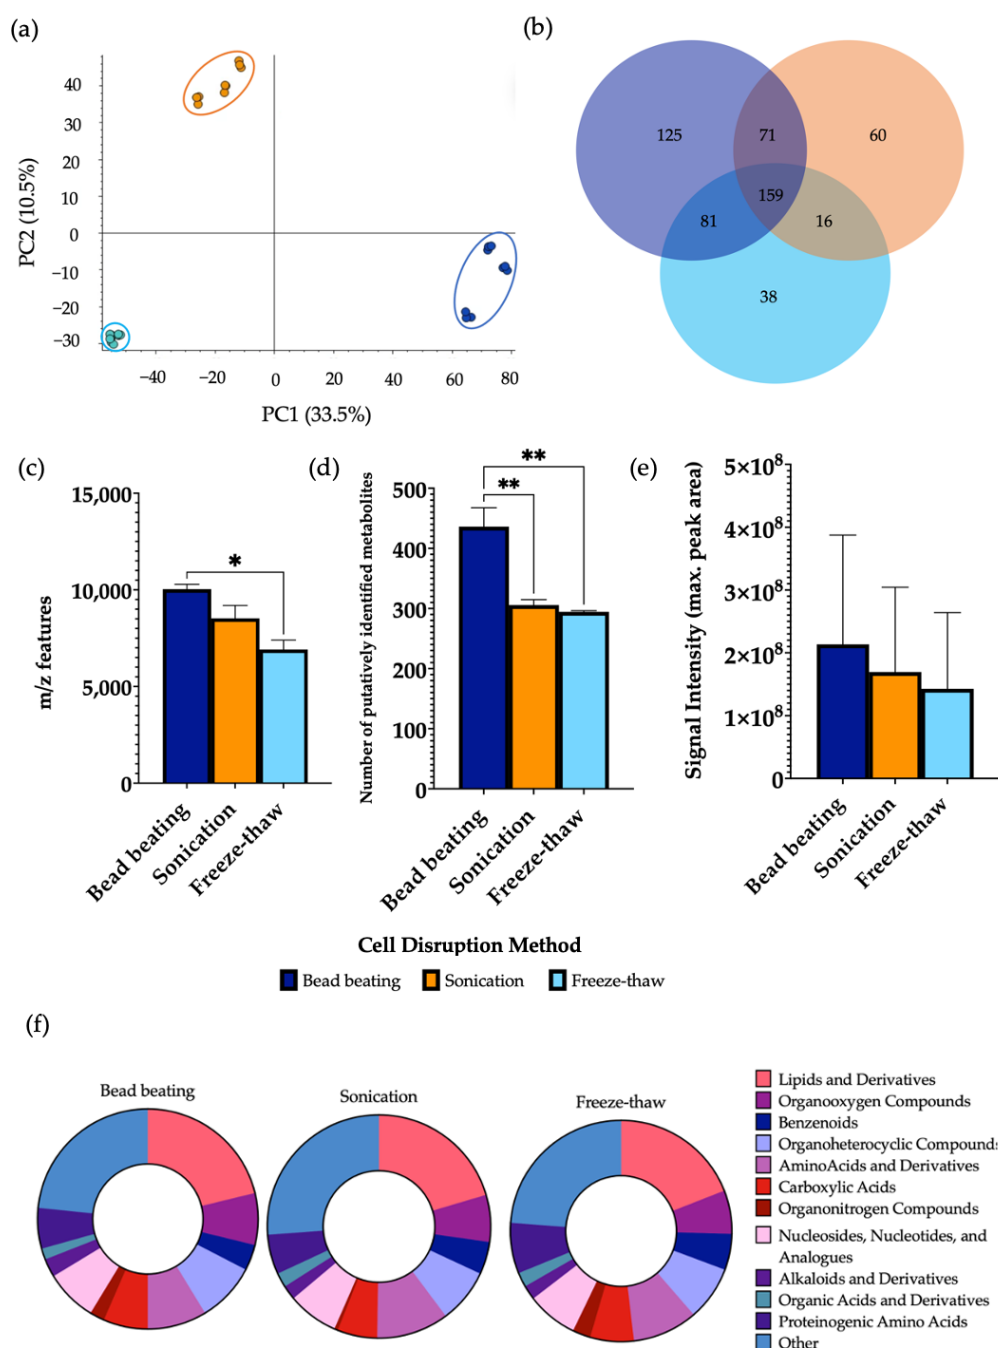 (a)
40
30
20
10
0
−10
−20
−30
PC2 (10.5%)
−40
−20
0
20
40
60
80
PC1 (33.5%)
(b)
125
71
60
159
81
16
38
(c)
15,000
10,000
5,000
0
m/z features
*
Bead beating
Sonication
Freeze-thaw
(d)
500
400
300
200
100
0
Number of putatively identified metabolites
**
**
Bead beating
Sonication
Freeze-thaw
(e)
5×10⁸
4×10⁸
3×10⁸
2×10⁸
1×10⁸
0
Signal Intensity (max. peak area)
Bead beating
Sonication
Freeze-thaw
Cell Disruption Method
Bead beating Sonication Freeze-thaw
(f)
Bead beating
Sonication
Freeze-thaw
Lipids and Derivatives
Organooxygen Compounds
Benzenoids
Organoheterocyclic Compounds
AminoAcids and Derivatives
Carboxylic Acids
Organonitrogen Compounds
Nucleosides, Nucleotides, and
Analogues
Alkaloids and Derivatives
Organic Acids and Derivatives
Proteinogenic Amino Acids
Other